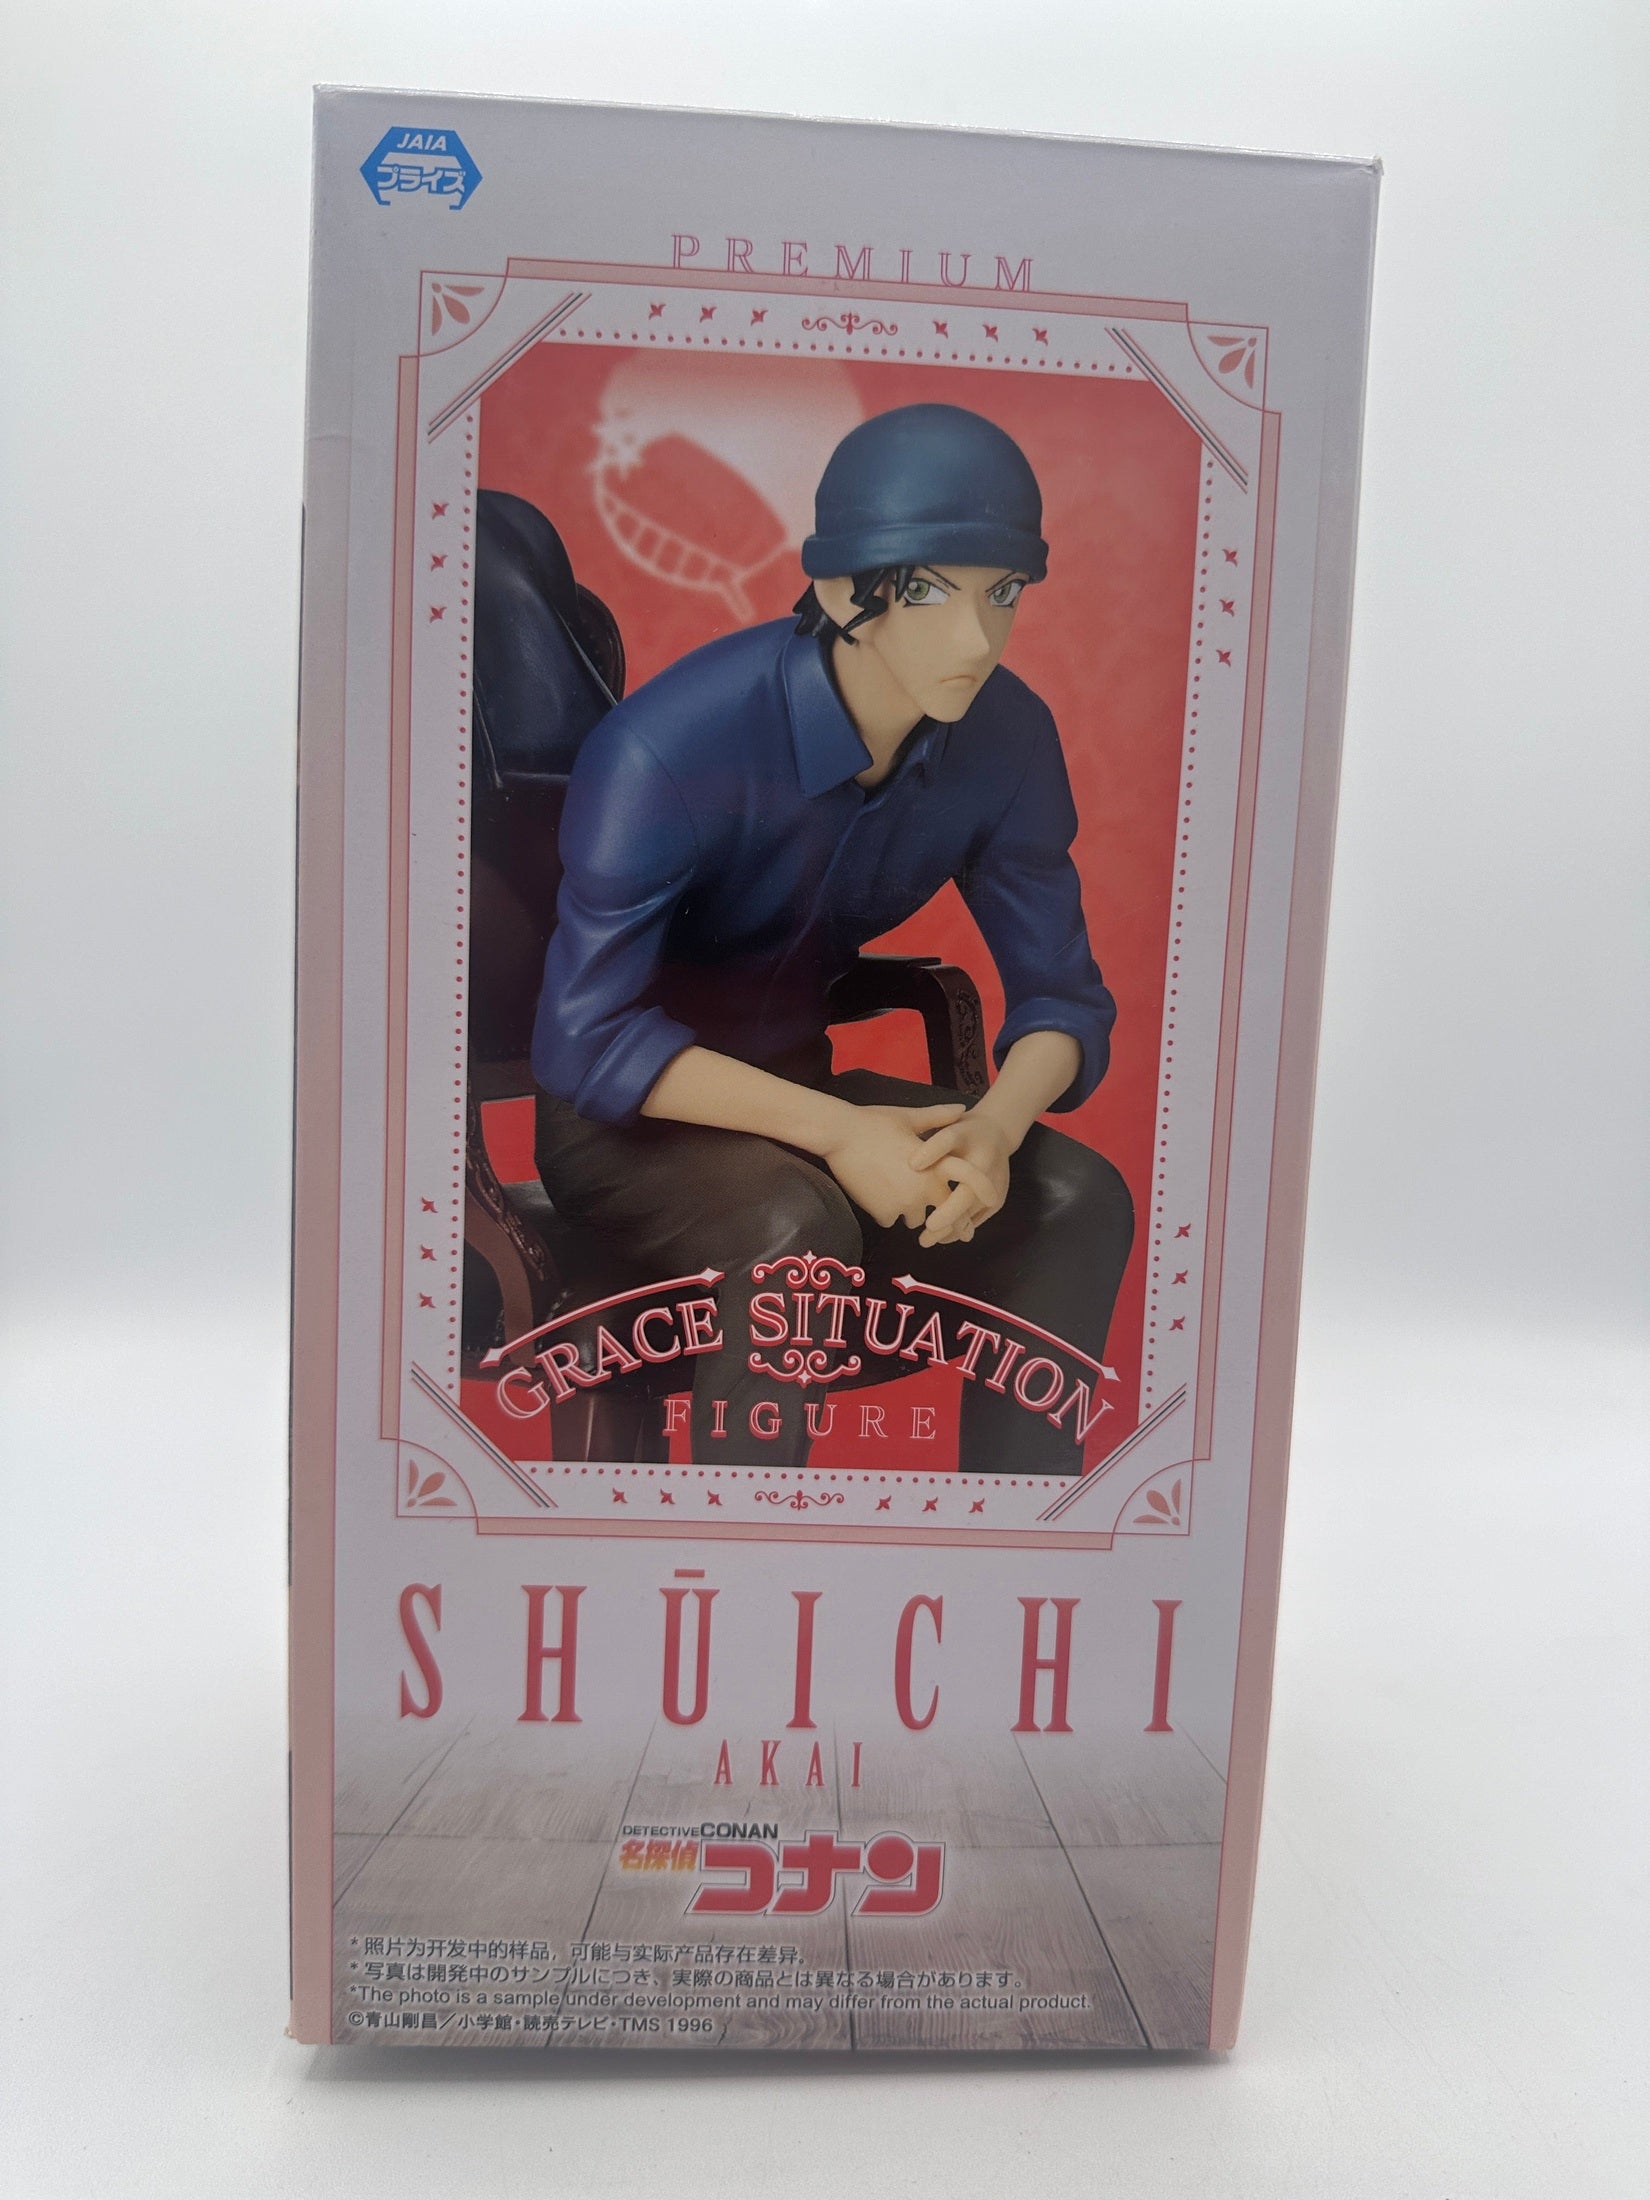 JAIA
プライズ
PREMIUM
GRACE SITUATION
FIGURE
SHŪICHI
AKAI
DETECTIVE CONAN
名探偵コナン
*照片为开发中的样品，可能与实际产品存在差异。
*写真は開発中のサンプルにつき、実際の商品とは異なる場合があります。
*The photo is a sample under development and may differ from the actual product.
©青山剛昌／小学館・読売テレビ・TMS 1996